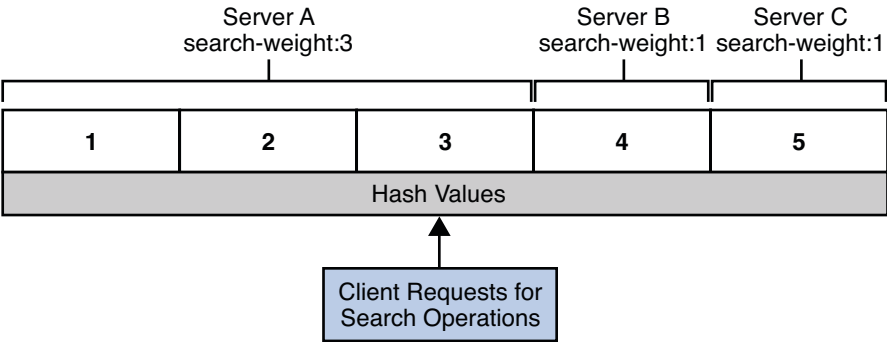 Server A
search-weight:3
Server B
search-weight:1
Server C
search-weight:1
1
2
3
4
5
Hash Values
Client Requests for
Search Operations